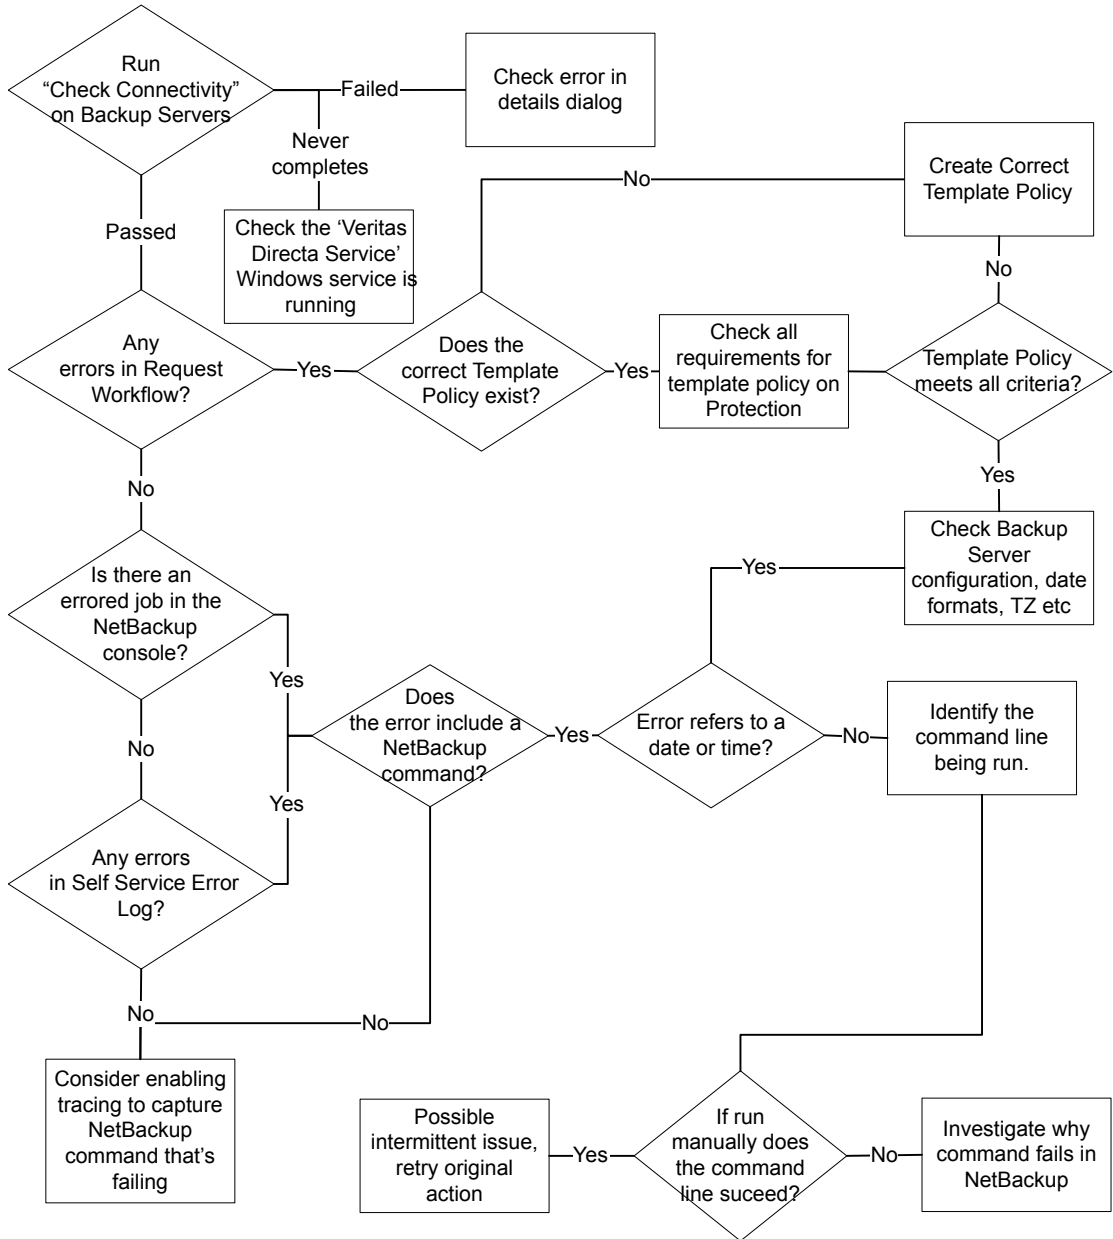 Run
“Check Connectivity”
on Backup Servers
Failed
Check error in
details dialog
Never
completes
Passed
Check the ‘Veritas
Directa Service’
Windows service is
running
No
Create Correct
Template Policy
No
Any
errors in Request
Workflow?
Yes
Does the
correct Template
Policy exist?
Yes
Check all
requirements for
template policy on
Protection
Template Policy
meets all criteria?
Yes
No
Check Backup
Server
configuration, date
formats, TZ etc
Yes
Is there an
errored job in the
NetBackup
console?
Yes
No
Does
the error include a
NetBackup
command?
Yes
Error refers to a
date or time?
No
Identify the
command line
being run.
Yes
Any errors
in Self Service Error
Log?
No
No
Consider enabling
tracing to capture
NetBackup
command that’s
failing
Possible
intermittent issue,
retry original
action
Yes
If run
manually does
the command
line suceed?
No
Investigate why
command fails in
NetBackup